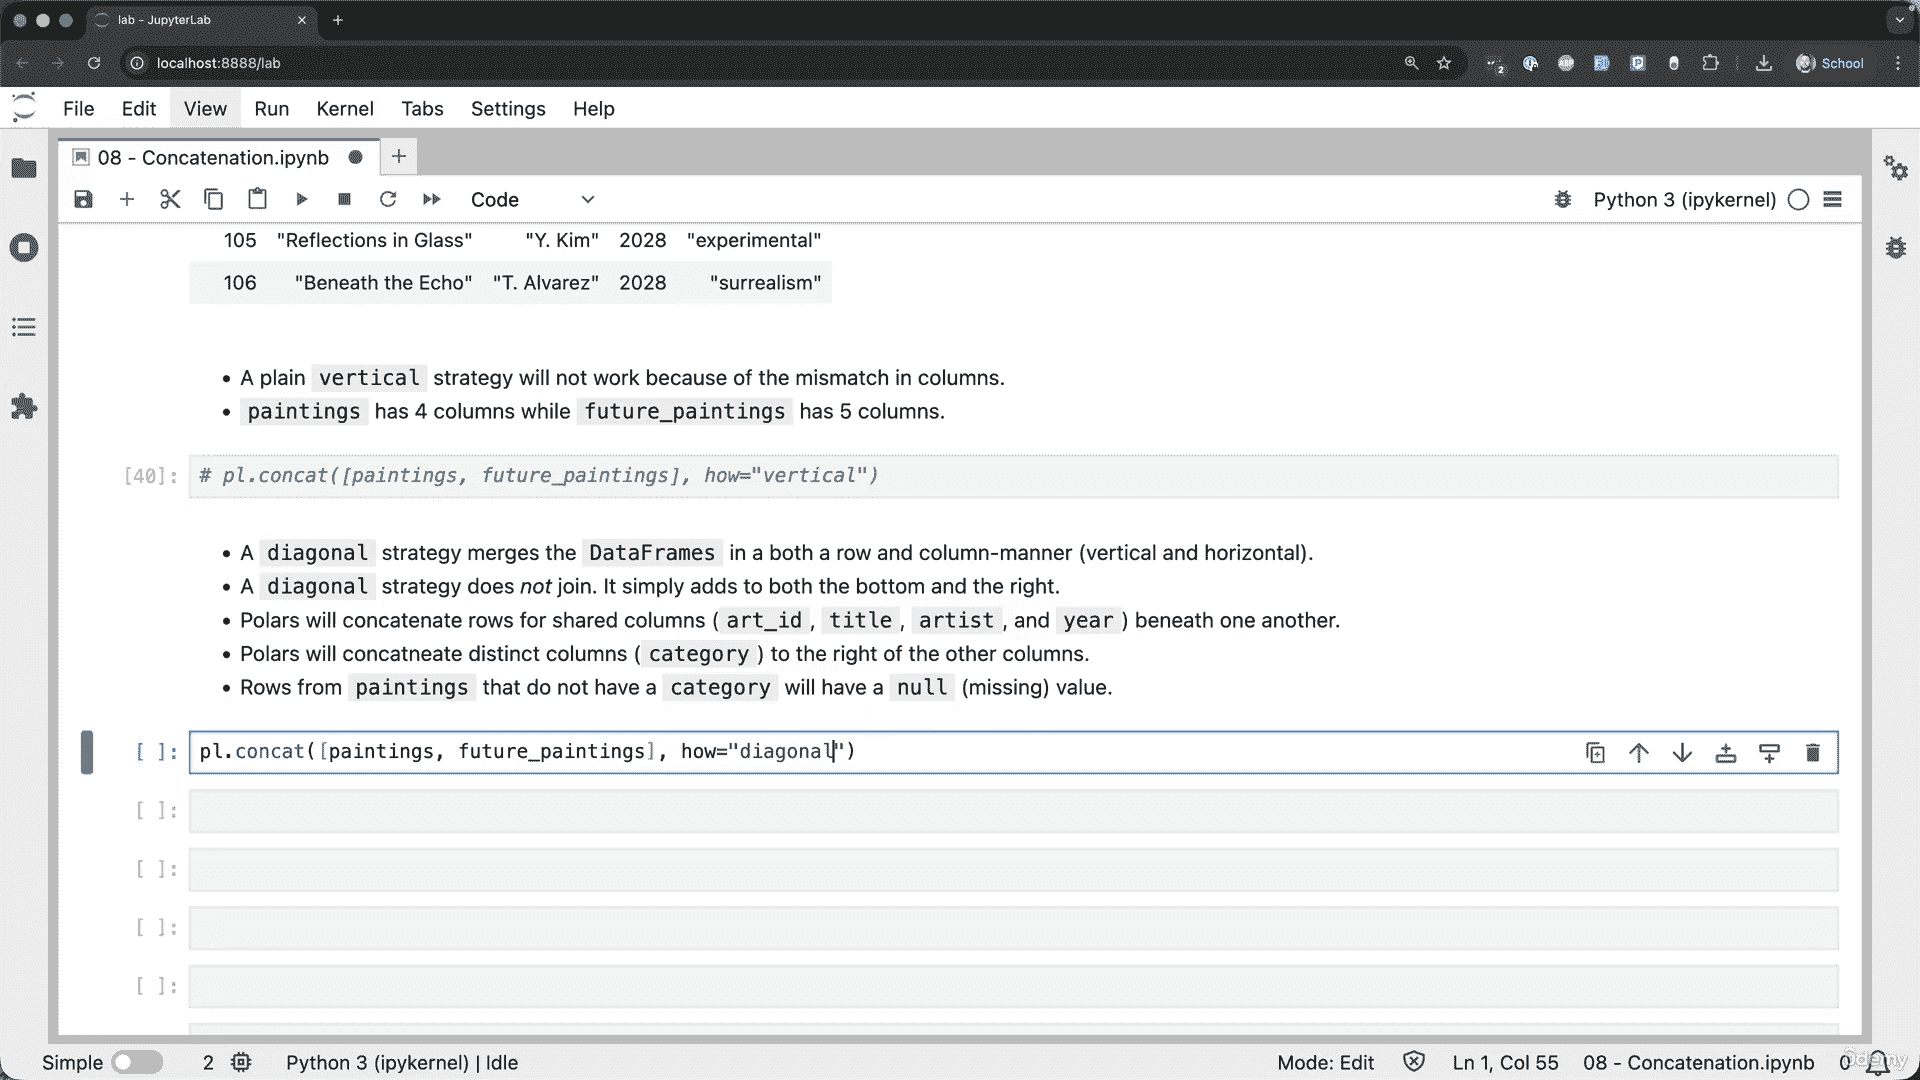 lab - JupyterLab
localhost:8888/lab
2
ABP
School
File Edit View Run Kernel Tabs Settings Help
08 - Concatenation.ipynb
Code
Python 3 (ipykernel)
105 "Reflections in Glass" "Y. Kim" 2028 "experimental"
106 "Beneath the Echo" "T. Alvarez" 2028 "surrealism"
• A plain vertical strategy will not work because of the mismatch in columns.
• paintings has 4 columns while future_paintings has 5 columns.
[40]: # pl.concat([paintings, future_paintings], how="vertical")
• A diagonal strategy merges the DataFrames in a both a row and column-manner (vertical and horizontal).
• A diagonal strategy does not join. It simply adds to both the bottom and the right.
• Polars will concatenate rows for shared columns ( art_id , title , artist , and year ) beneath one another.
• Polars will concatneate distinct columns ( category ) to the right of the other columns.
• Rows from paintings that do not have a category will have a null (missing) value.
[ ]: pl.concat([paintings, future_paintings], how="diagonal")
[ ]:
[ ]:
[ ]:
[ ]:
Simple 2 Python 3 (ipykernel) | Idle Mode: Edit Ln 1, Col 55 08 - Concatenation.ipynb 0
Udemy